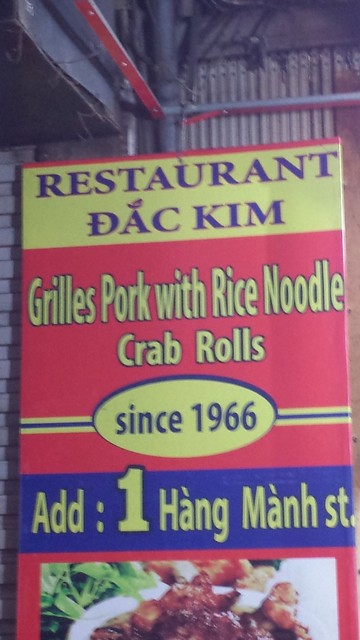 RESTAURANT
ĐẮC KIM
Grilles Pork with Rice Noodle
Crab Rolls
since 1966
Add : 1 Hàng Mành st.